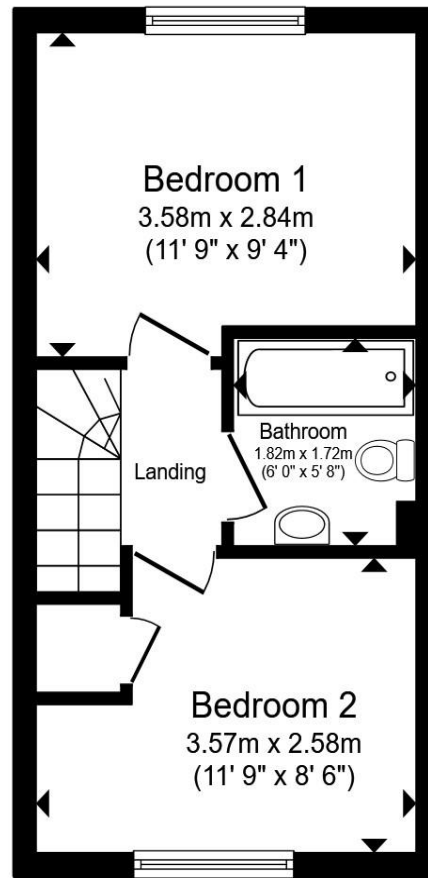 Bedroom 1
3.58m x 2.84m
(11' 9" x 9' 4")
Bathroom
1.82m x 1.72m
(6' 0" x 5' 8")
Landing
Bedroom 2
3.57m x 2.58m
(11' 9" x 8' 6")